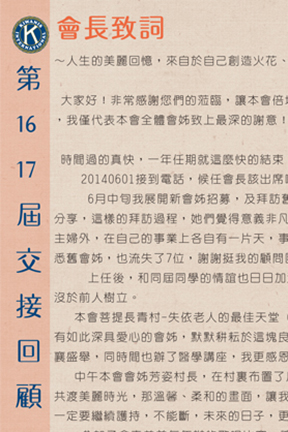 KIWANIS
INTERNATIONAL
K
第
16
17
屆
交
接
回
顧
會長致詞
～人生的美麗回憶，來自於自己創造火花、
大家好！非常感謝您們的蒞臨，讓本會倍
，我僅代表本會全體會姊致上最深的謝意！
時間過的真快，一年任期就這麼快的結束
20140601接到電話，候任會長該出席
6月中旬我展開新會姊招募，及拜訪舊
分享，這樣的拜訪過程，她們覺得意義非凡
主婦外，在自己的事業上各自有一片天，事
悉舊會姊，也流失了7位，謝謝挺我的顧問團
上任後，和同屆同學的情誼也日日加
沒於前人樹立。
本會菩提長青村-失依老人的最佳天堂（
有如此深具愛心的會姊，默默耕耘於這塊良
襄盛舉，同時間也辦了醫學講座，我更感恩
中午本會會姊芳姿村長，在村裏布置了
共渡美麗時光，那溫馨、柔和的畫面，讓我
一定要繼續護持，不能斷，未來的日子，更